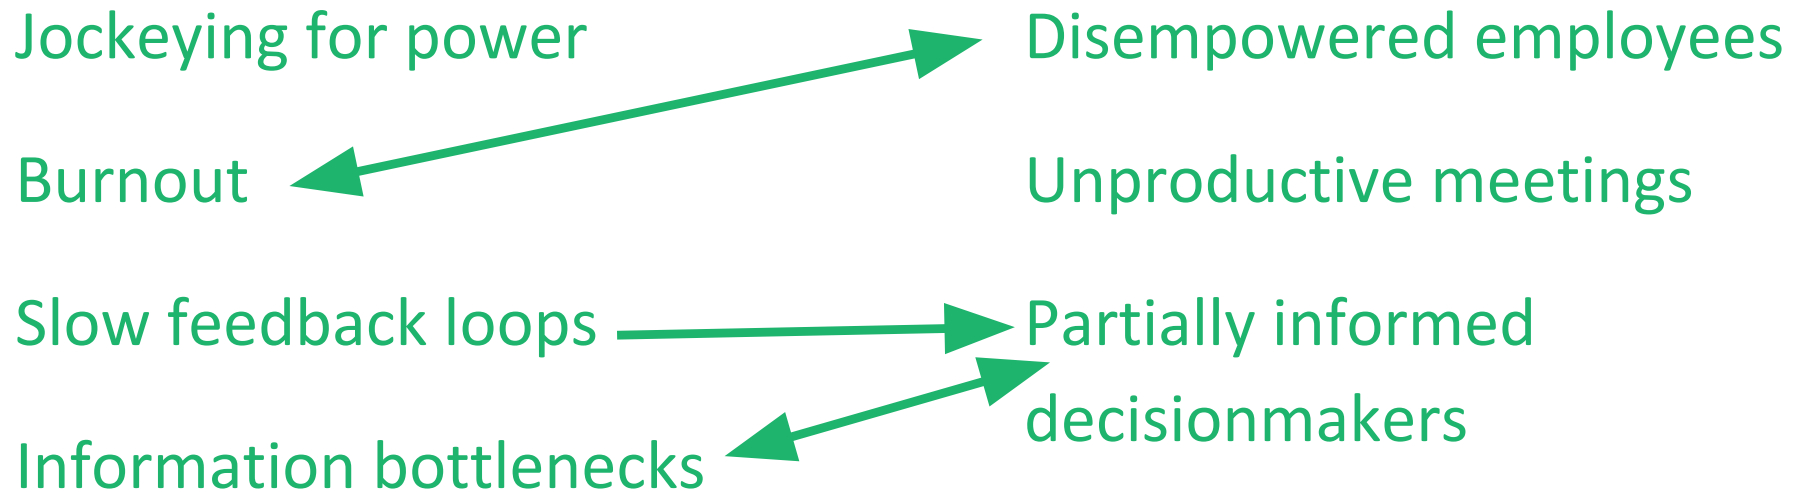 Jockeying for power
Disempowered employees
Burnout
Unproductive meetings
Slow feedback loops
Partially informed
decisionmakers
Information bottlenecks